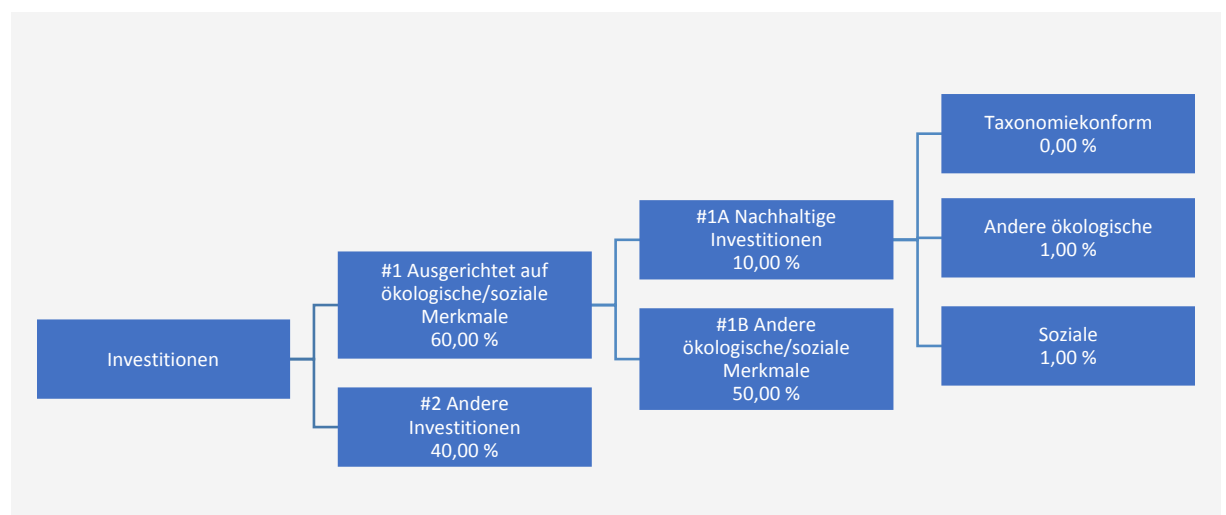 Investitionen
#1 Ausgerichtet auf
ökologische/soziale
Merkmale
60,00 %
#2 Andere
Investitionen
40,00 %
#1A Nachhaltige
Investitionen
10,00 %
#1B Andere
ökologische/soziale
Merkmale
50,00 %
Taxonomiekonform
0,00 %
Andere ökologische
1,00 %
Soziale
1,00 %